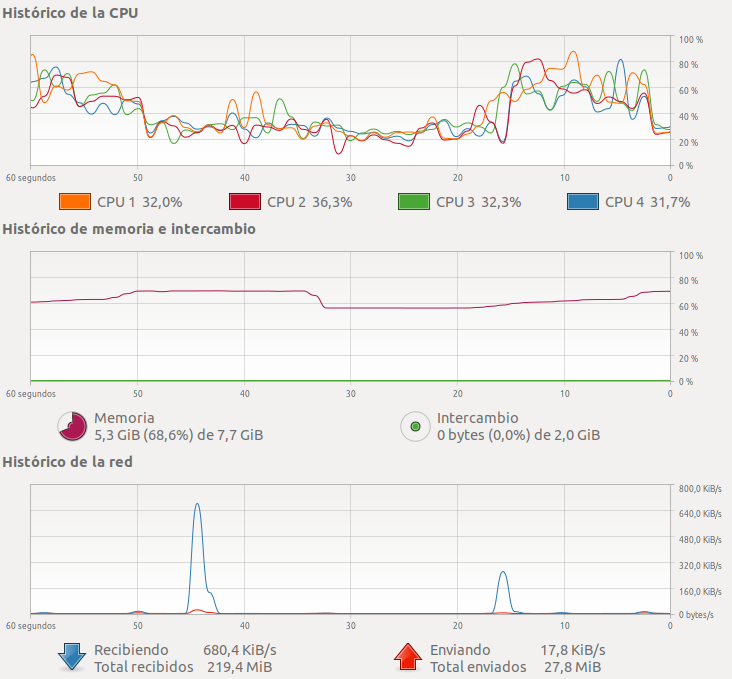 Histórico de la CPU
100 %
80 %
60 %
40 %
20 %
0 %
60 segundos 50 40 30 20 10 0
CPU 1 32,0% CPU 2 36,3% CPU 3 32,3% CPU 4 31,7%
Histórico de memoria e intercambio
100 %
80 %
60 %
40 %
20 %
0 %
60 segundos 50 40 30 20 10 0
Memoria
5,3 GiB (68,6%) de 7,7 GiB
Intercambio
0 bytes (0,0%) de 2,0 GiB
Histórico de la red
800,0 KiB/s
640,0 KiB/s
480,0 KiB/s
320,0 KiB/s
160,0 KiB/s
0 bytes/s
60 segundos 50 40 30 20 10 0
Recibiendo 680,4 KiB/s
Total recibidos 219,4 MiB
Enviando 17,8 KiB/s
Total enviados 27,8 MiB